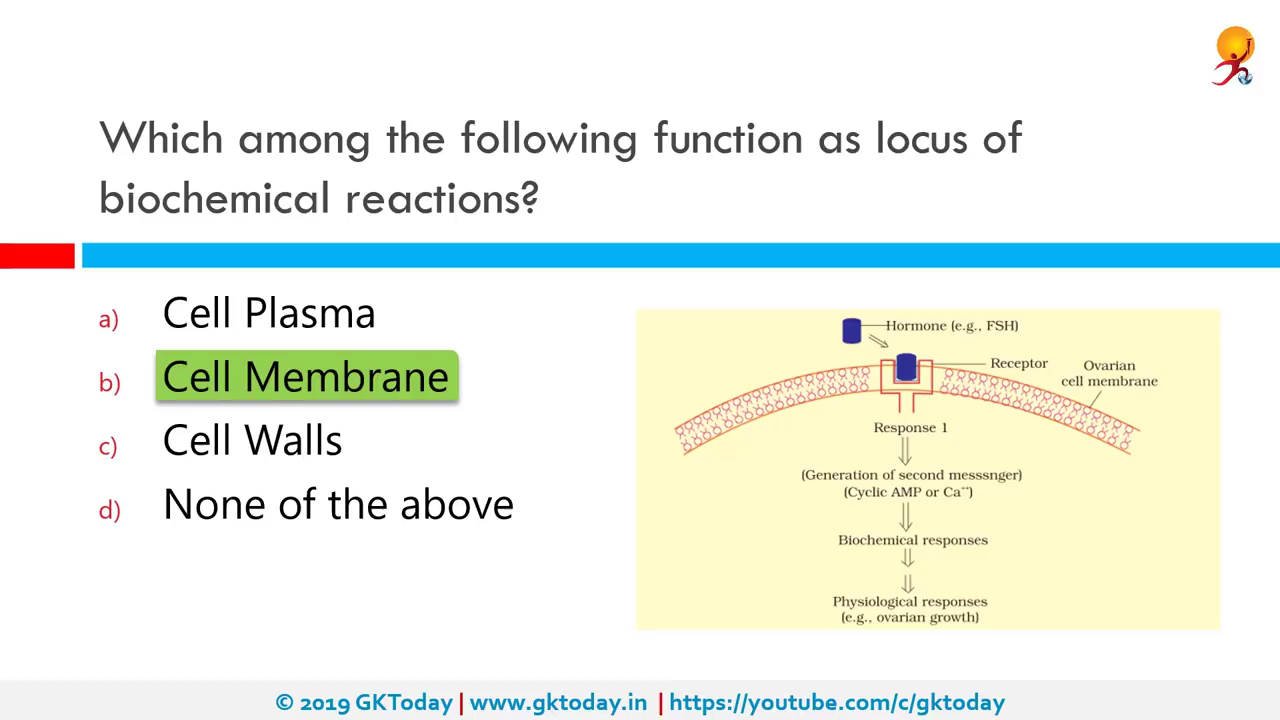 Which among the following function as locus of
biochemical reactions?
a) Cell Plasma
b) Cell Membrane
c) Cell Walls
d) None of the above
Hormone (e.g., FSH)
Receptor
Ovarian
cell membrane
Response 1
(Generation of second messsnger)
(Cyclic AMP or Ca⁺⁺)
Biochemical responses
Physiological responses
(e.g., ovarian growth)
© 2019 GKToday | www.gktoday.in | https://youtube.com/c/gktoday